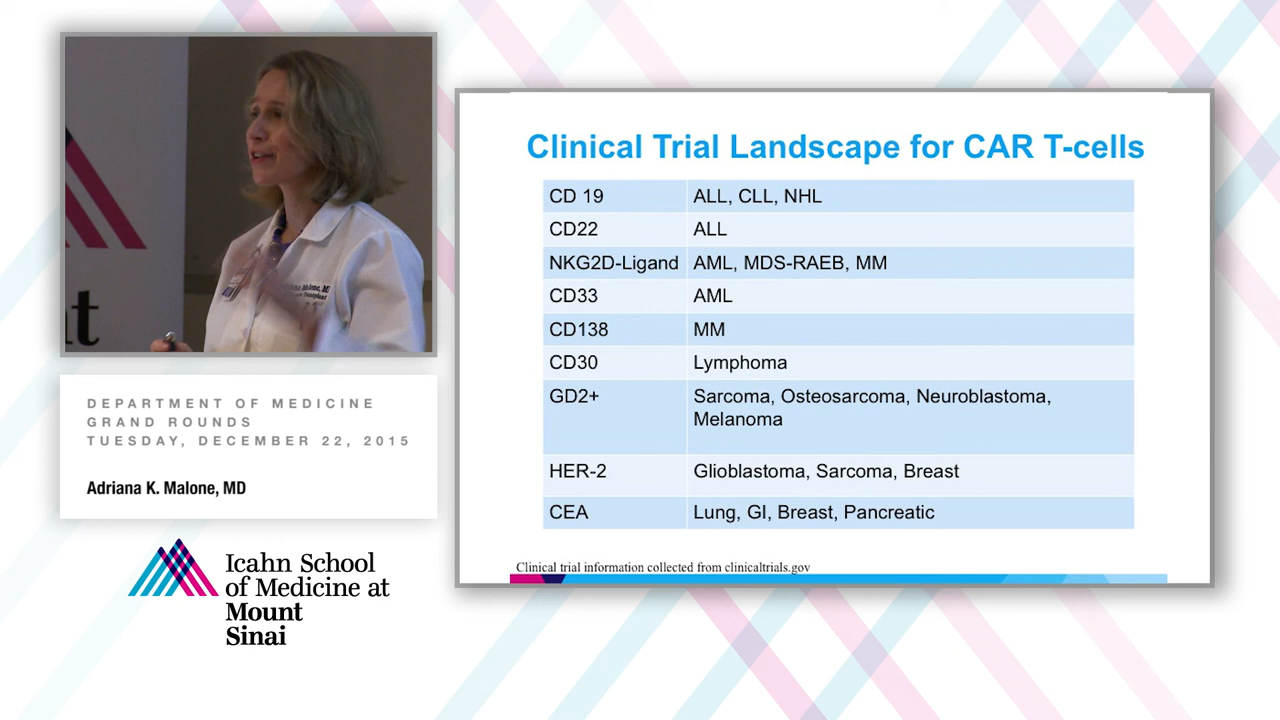 DEPARTMENT OF MEDICINE
GRAND ROUNDS
TUESDAY, DECEMBER 22, 2015
Adriana K. Malone, MD
Icahn School
of Medicine at
Mount
Sinai
Clinical Trial Landscape for CAR T-cells
CD 19 ALL, CLL, NHL
CD22 ALL
NKG2D-Ligand AML, MDS-RAEB, MM
CD33 AML
CD138 MM
CD30 Lymphoma
GD2+ Sarcoma, Osteosarcoma, Neuroblastoma,
Melanoma
HER-2 Glioblastoma, Sarcoma, Breast
CEA Lung, GI, Breast, Pancreatic
Clinical trial information collected from clinicaltrials.gov